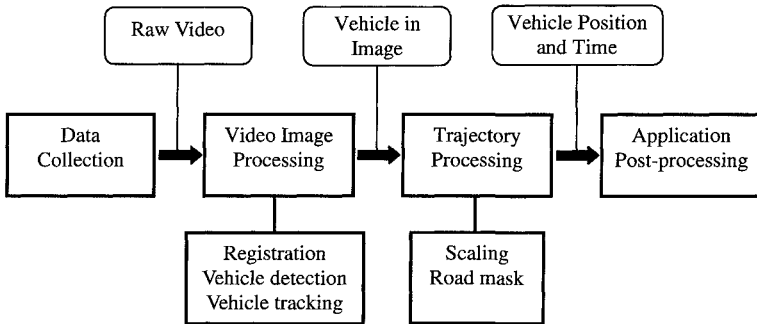 Raw Video
Vehicle in
Image
Vehicle Position
and Time
Data
Collection
Video Image
Processing
Trajectory
Processing
Application
Post-processing
Registration
Vehicle detection
Vehicle tracking
Scaling
Road mask